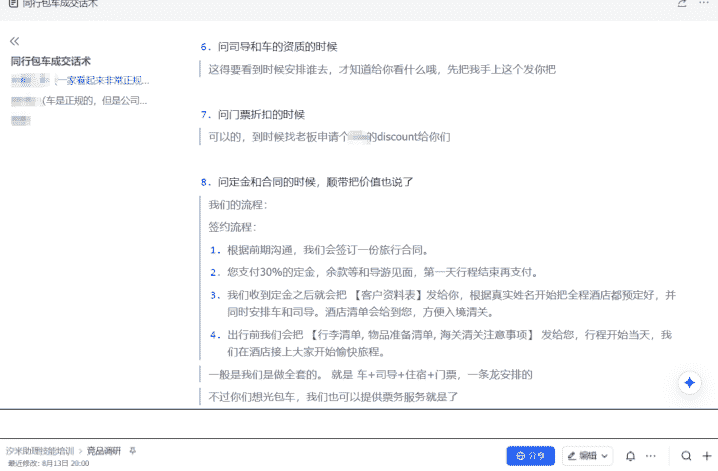 同行包车成交话术
同行包车成交话术
(一家看起来非常正规...
(车是正规的，但是公司...
6. 问司导和车的资质的时候
这得要看到时候安排谁去，才知道给你看什么哦，先把我手上这个发你把
7. 问门票折扣的时候
可以的，到时候找老板申请个 的discount给你们
8. 问定金和合同的时候，顺带把价值也说了
我们的流程：
签约流程：
1. 根据前期沟通，我们会签订一份旅行合同。
2. 您支付30%的定金，余款等和导游见面，第一天行程结束再支付。
3. 我们收到定金之后就会把 【客户资料表】发给你，根据真实姓名开始把全程酒店都预定好，并
同时安排车和司导。酒店清单会给到您，方便入境清关。
4. 出行前我们会把 【行李清单, 物品准备清单, 海关清关注意事项】 发给您，行程开始当天，我
们在酒店接上大家开始愉快旅程。
一般是我们是做全套的。 就是 车+司导+住宿+门票，一条龙安排的
不过你们想光包车，我们也可以提供票务服务就是了
汐米助理技能培训 > 竞品调研
最近修改: 8月13日 20:00
分享
编辑